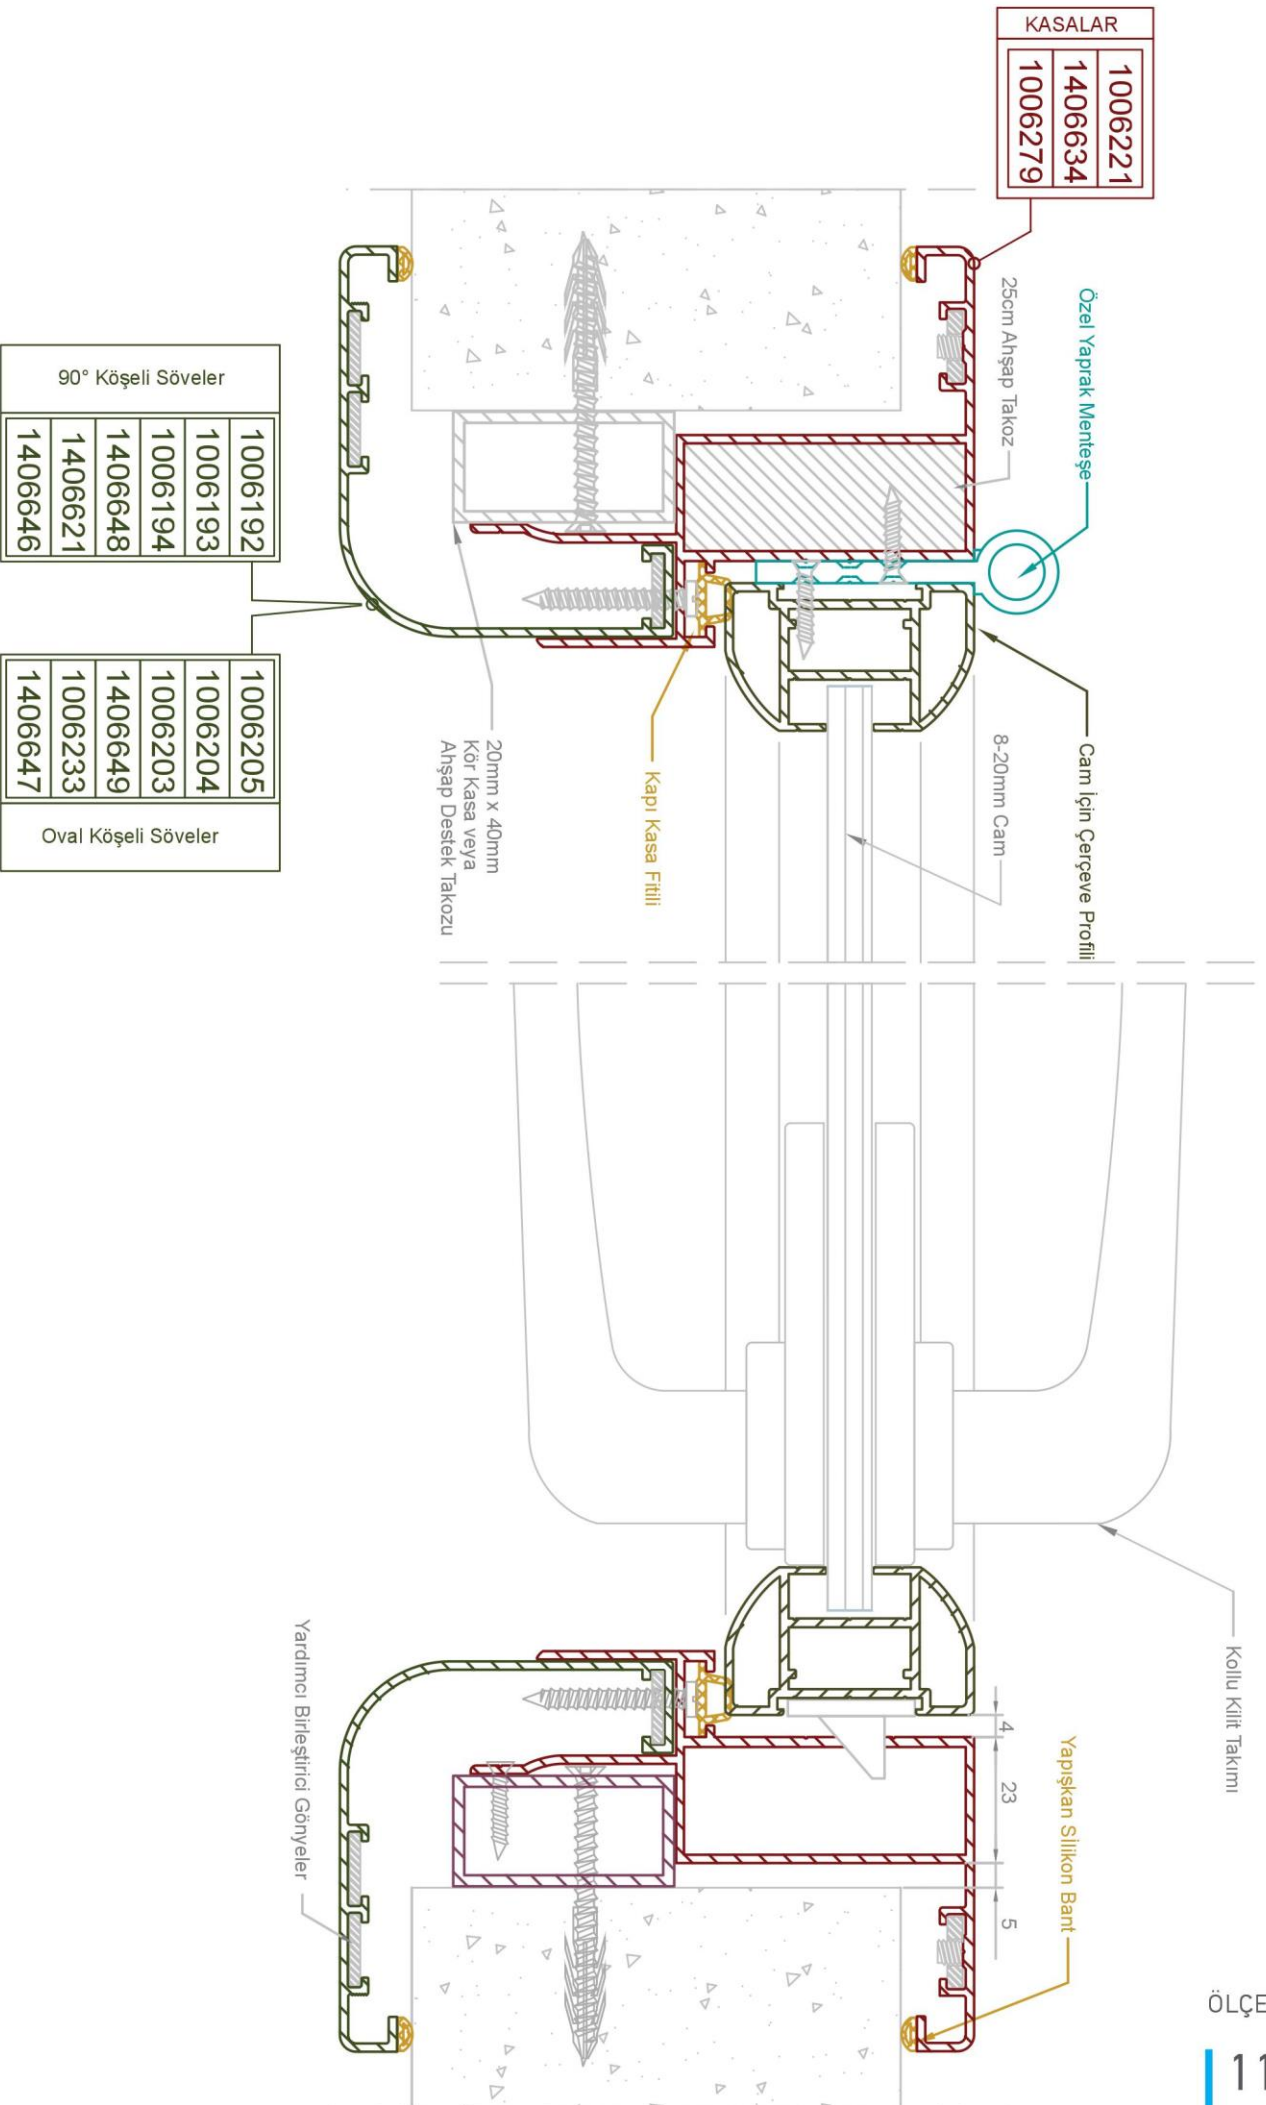 KASALAR
1006221
1406634
1006279
Özel Yaprak Menteşe
25cm Ahşap Takoz
90° Köşeli Söveler
1006192
1006193
1006194
1406648
1406621
1406646
1006205
1006204
1006203
1406649
1006233
1406647
Oval Köşeli Söveler
Cam İçin Çerçeve Profili
8-20mm Cam
Kapı Kasa Fitili
20mm x 40mm
Kör Kasa veya
Ahşap Destek Takozu
Kollu Kilit Takımı
Yapışkan Silikon Bant
4
23
5
Yardımcı Birleştirici Gönyeler
ÖLÇE
11